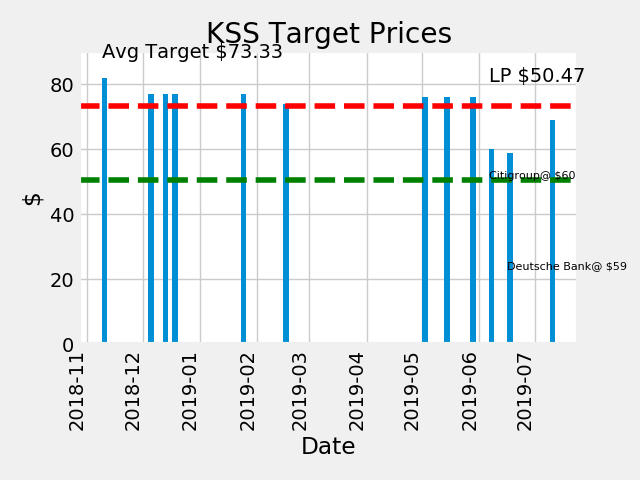 KSS Target Prices
Avg Target $73.33
LP $50.47
80
60
40
20
0
$
Citigroup@ $60
Deutsche Bank@ $59
2018-11
2018-12
2019-01
2019-02
2019-03
2019-04
2019-05
2019-06
2019-07
Date